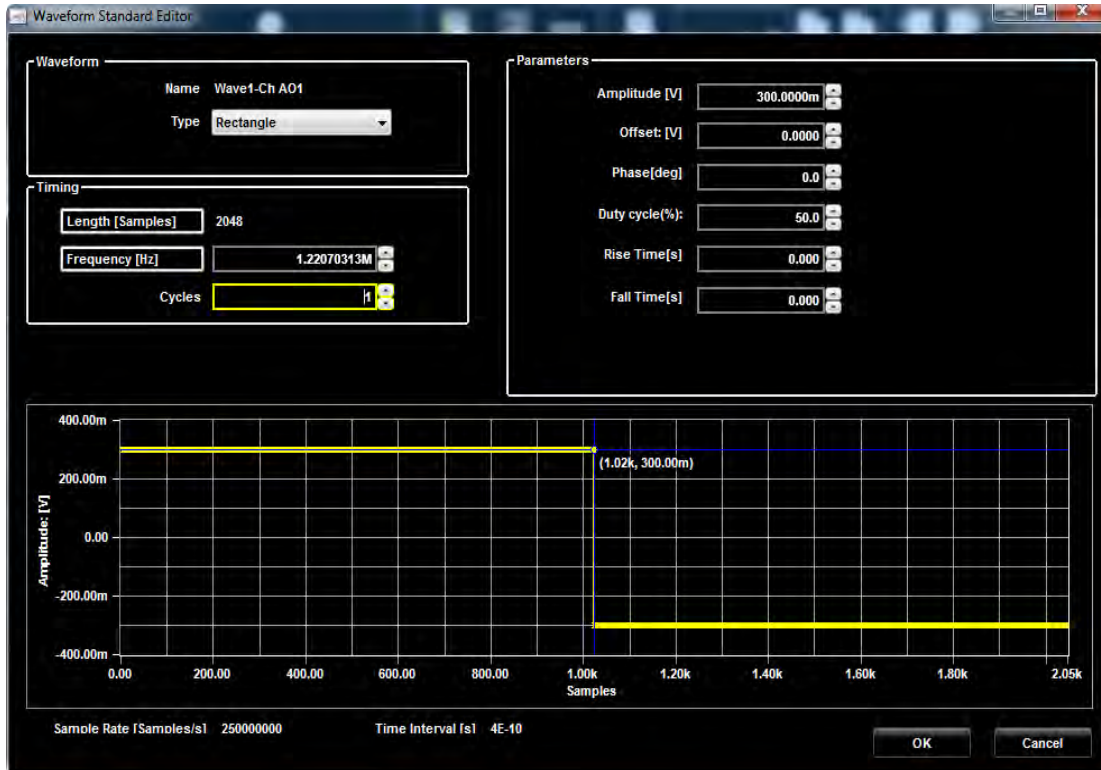 Waveform Standard Editor
Waveform
Name Wave1-Ch AO1
Type Rectangle
Timing
Length [Samples] 2048
Frequency [Hz] 1.22070313M
Cycles 1
Parameters
Amplitude [V] 300.0000m
Offset: [V] 0.0000
Phase[deg] 0.0
Duty cycle(%): 50.0
Rise Time[s] 0.000
Fall Time[s] 0.000
400.00m
200.00m
0.00
-200.00m
-400.00m
Amplitude: [V]
(1.02k, 300.00m)
0.00 200.00 400.00 600.00 800.00 1.00k 1.20k 1.40k 1.60k 1.80k 2.05k
Samples
Sample Rate [Samples/s] 250000000 Time Interval [s] 4E-10
OK Cancel